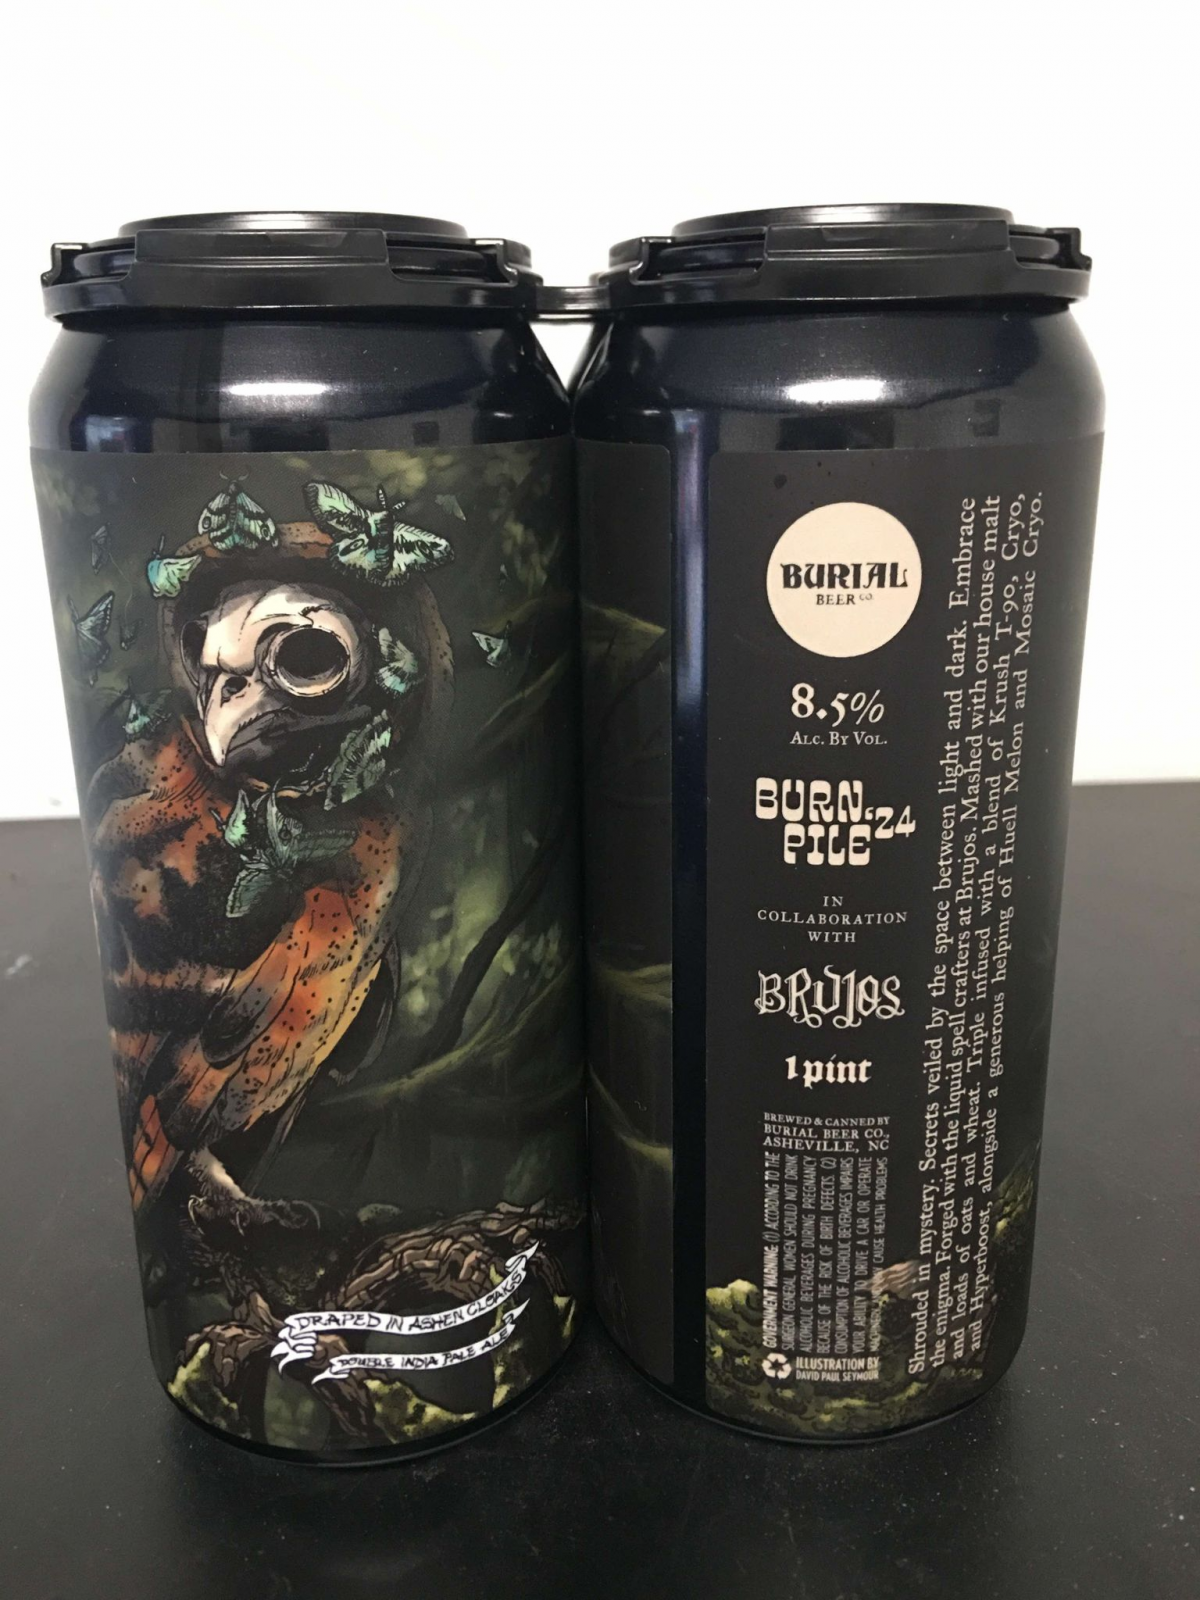 DRAPED IN ASHEN CLOAKS
DOUBLE INDIA PALE ALE
BURIAL
BEER CO.
8.5%
ALC. BY VOL.
BURN
PILE '24
IN
COLLABORATION
WITH
BRUJOS
1 pint
BREWED & CANNED BY
BURIAL BEER CO.,
ASHEVILLE, NC
GOVERNMENT WARNING: (1) ACCORDING TO THE
SURGEON GENERAL WOMEN SHOULD NOT DRINK
ALCOHOLIC BEVERAGES DURING PREGNANCY
BECAUSE OF THE RISK OF BIRTH DEFECTS. (2)
CONSUMPTION OF ALCOHOLIC BEVERAGES IMPAIRS
YOUR ABILITY TO DRIVE A CAR OR OPERATE
CAUSE HEALTH PROBLEMS
ILLUSTRATION BY
DAVID PAUL SEYMOUR
Shrouded in mystery. Secrets veiled by the space between light and dark. Embrace
the enigma. Forged with the liquid spell crafters at Brujos. Mashed with our house malt
and loads of oats and wheat. Triple infused with a blend of Krush T-90, Cryo,
and Hyperboost, alongside a generous helping of Huell Melon and Mosaic Cryo.